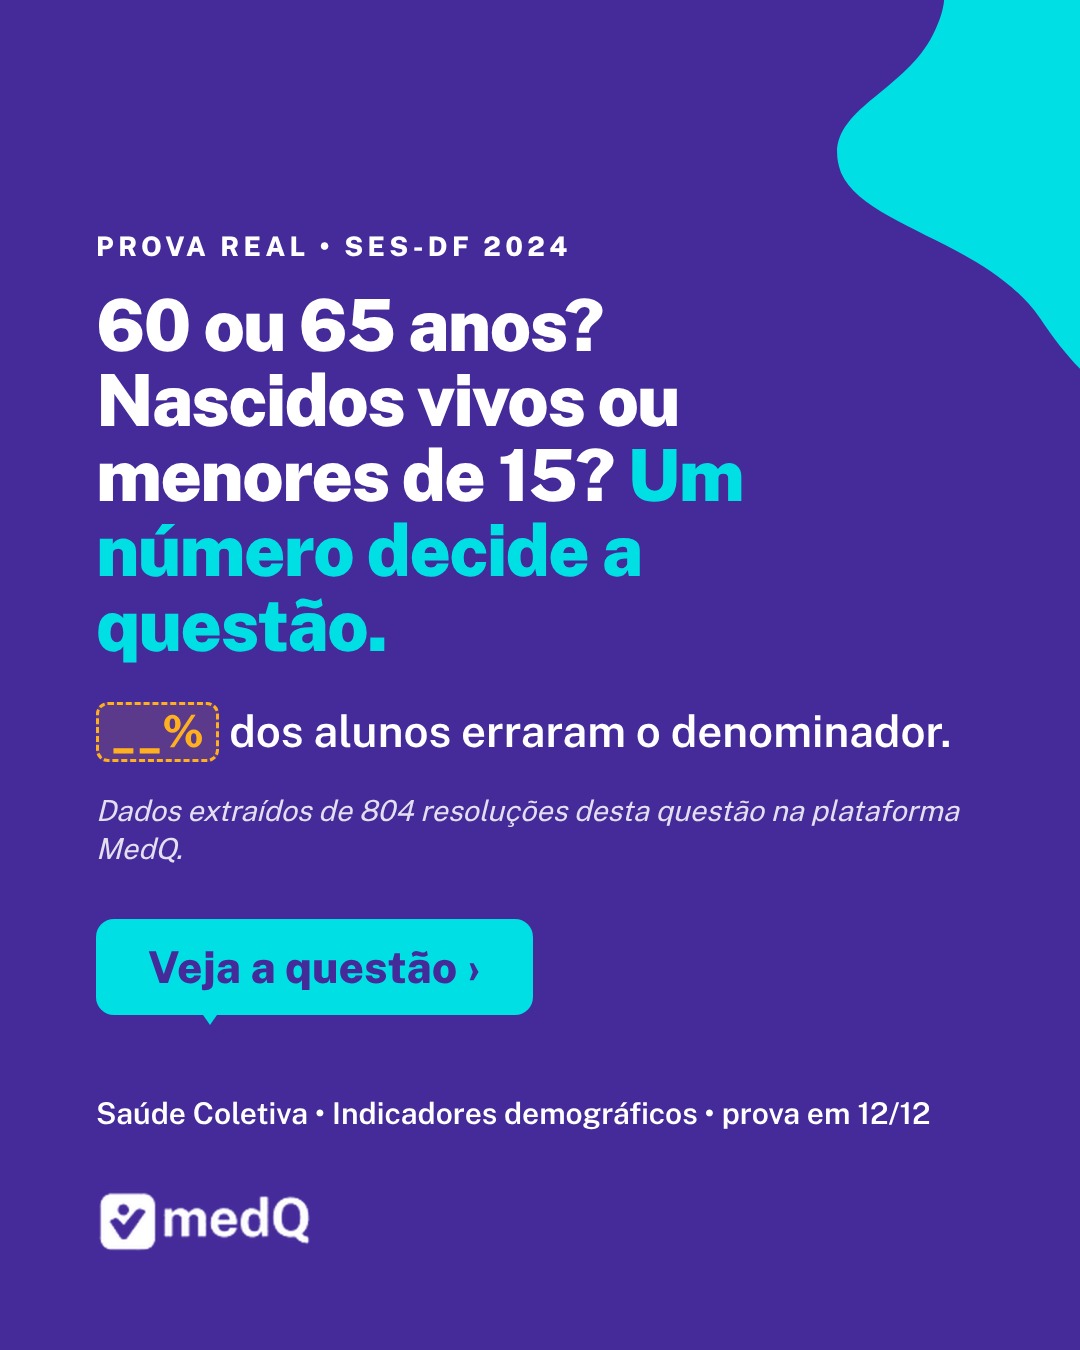 PROVA REAL • SES-DF 2024
60 ou 65 anos?
Nascidos vivos ou
menores de 15? Um
número decide a
questão.
__% dos alunos erraram o denominador.
Dados extraídos de 804 resoluções desta questão na plataforma
MedQ.
Veja a questão ›
Saúde Coletiva • Indicadores demográficos • prova em 12/12
medQ